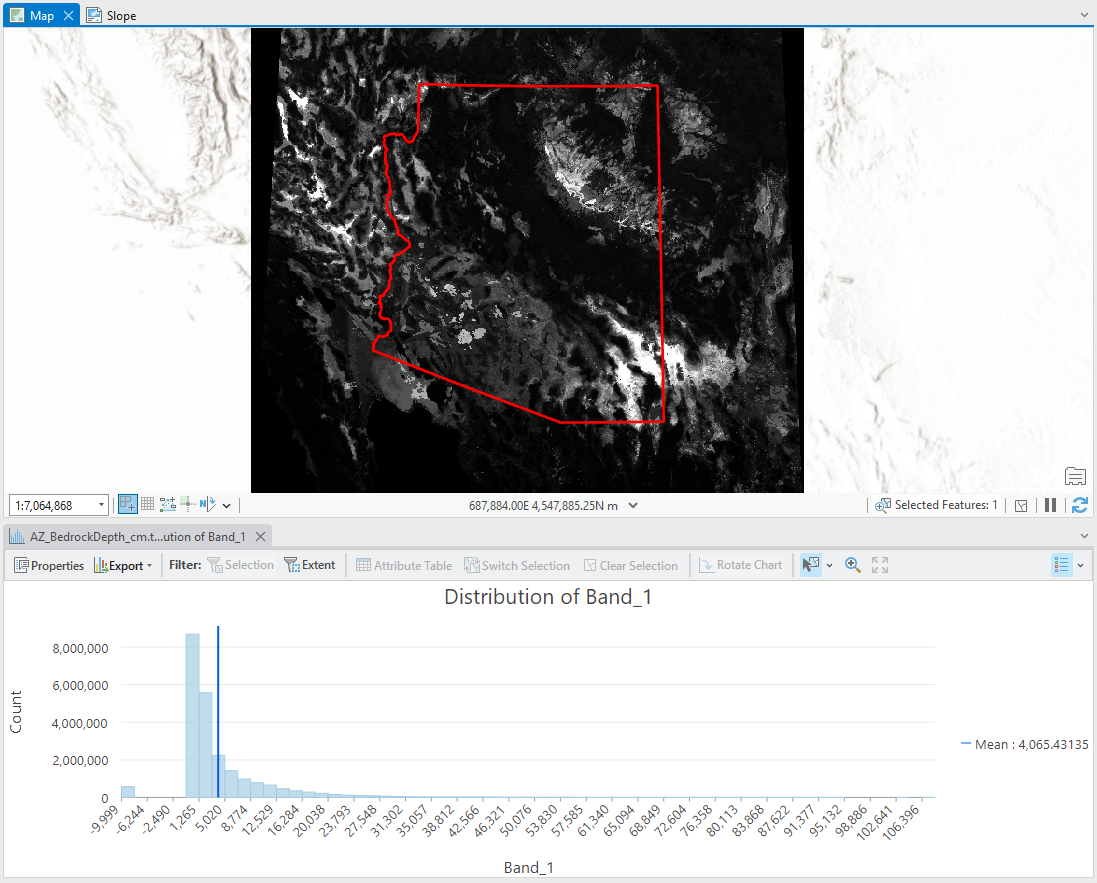 Map
Slope
1:7,064,868
687,884.00E 4,547,885.25N m
Selected Features: 1
AZ_BedrockDepth_cm.t...ution of Band_1
Properties
Export
Filter:
Selection
Extent
Attribute Table
Switch Selection
Clear Selection
Rotate Chart
Distribution of Band_1
Count
8,000,000
6,000,000
4,000,000
2,000,000
0
Mean : 4,065.43135
-9,999
-6,244
-2,490
1,265
5,020
8,774
12,529
16,284
20,038
23,793
27,548
31,302
35,057
38,812
42,566
46,321
50,076
53,830
57,585
61,340
65,094
68,849
72,604
76,358
80,113
83,868
87,622
91,377
95,132
98,886
102,641
106,396
Band_1